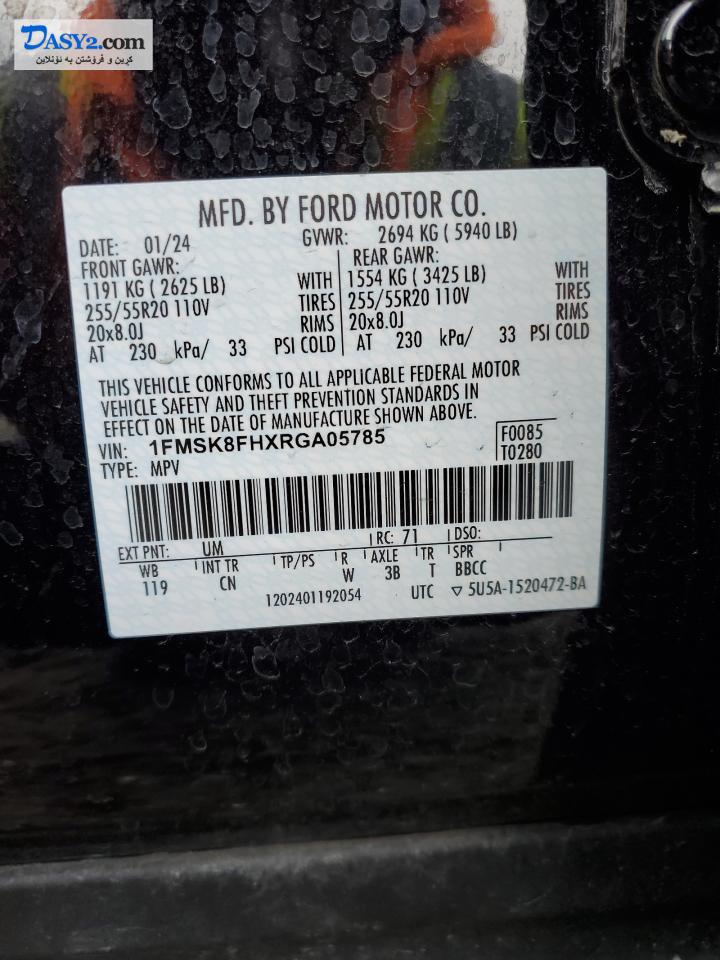 DASY2.com
کڕین و فرۆشتن بە ئۆنلاین
MFD. BY FORD MOTOR CO.
DATE: 01/24 GVWR: 2694 KG ( 5940 LB)
FRONT GAWR: REAR GAWR:
1191 KG ( 2625 LB) WITH 1554 KG ( 3425 LB) WITH
255/55R20 110V TIRES 255/55R20 110V TIRES
20x8.0J RIMS 20x8.0J RIMS
AT 230 kPa/ 33 PSI COLD AT 230 kPa/ 33 PSI COLD
THIS VEHICLE CONFORMS TO ALL APPLICABLE FEDERAL MOTOR
VEHICLE SAFETY AND THEFT PREVENTION STANDARDS IN
EFFECT ON THE DATE OF MANUFACTURE SHOWN ABOVE.
VIN: 1FMSK8FHXRGA05785 F0085
TYPE: MPV T0280
EXT PNT: UM RC: 71 DSO:
WB INT TR TP/PS R AXLE TR SPR
119 CN W 3B T BBCC
1202401192054 UTC ▽ 5U5A-1520472-BA